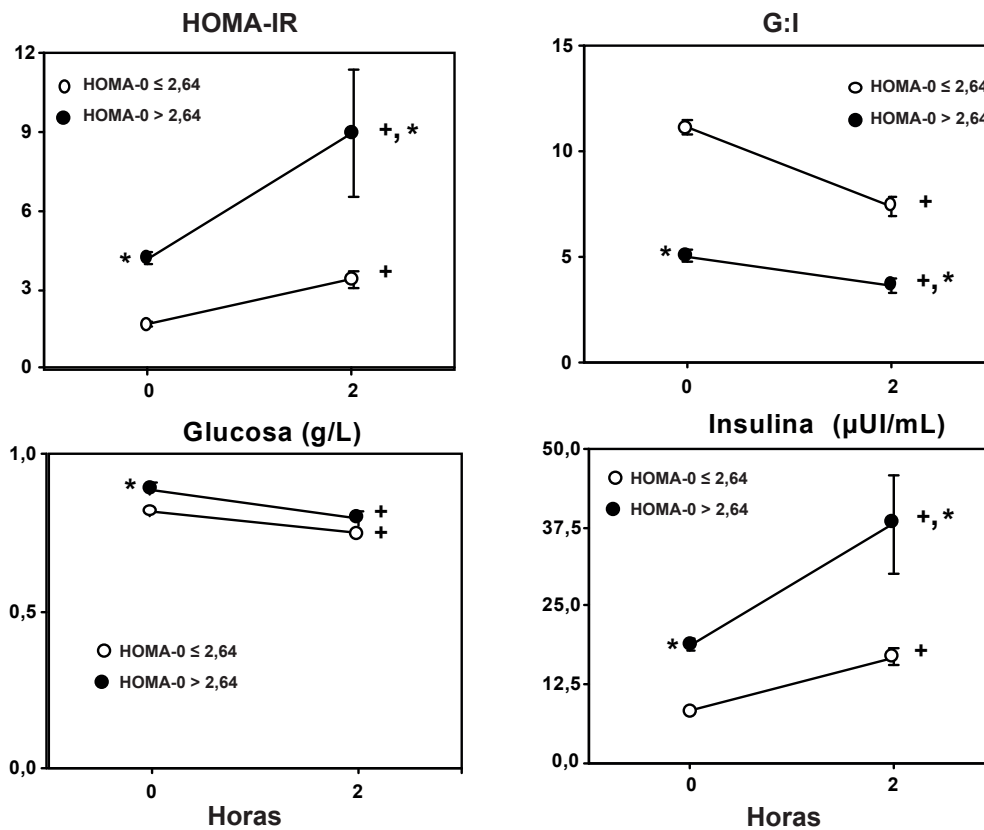 HOMA-IR
12
9
6
3
0
HOMA-0 ≤ 2,64
HOMA-0 > 2,64
*
+, *
+
0
2
G:I
15
10
5
0
HOMA-0 ≤ 2,64
HOMA-0 > 2,64
*
+
+, *
0
2
Glucosa (g/L)
1,0
0,5
0,0
*
+
+
HOMA-0 ≤ 2,64
HOMA-0 > 2,64
0
2
Horas
Insulina (µUI/mL)
50,0
37,5
25,0
12,5
0,0
HOMA-0 ≤ 2,64
HOMA-0 > 2,64
*
+, *
+
0
2
Horas